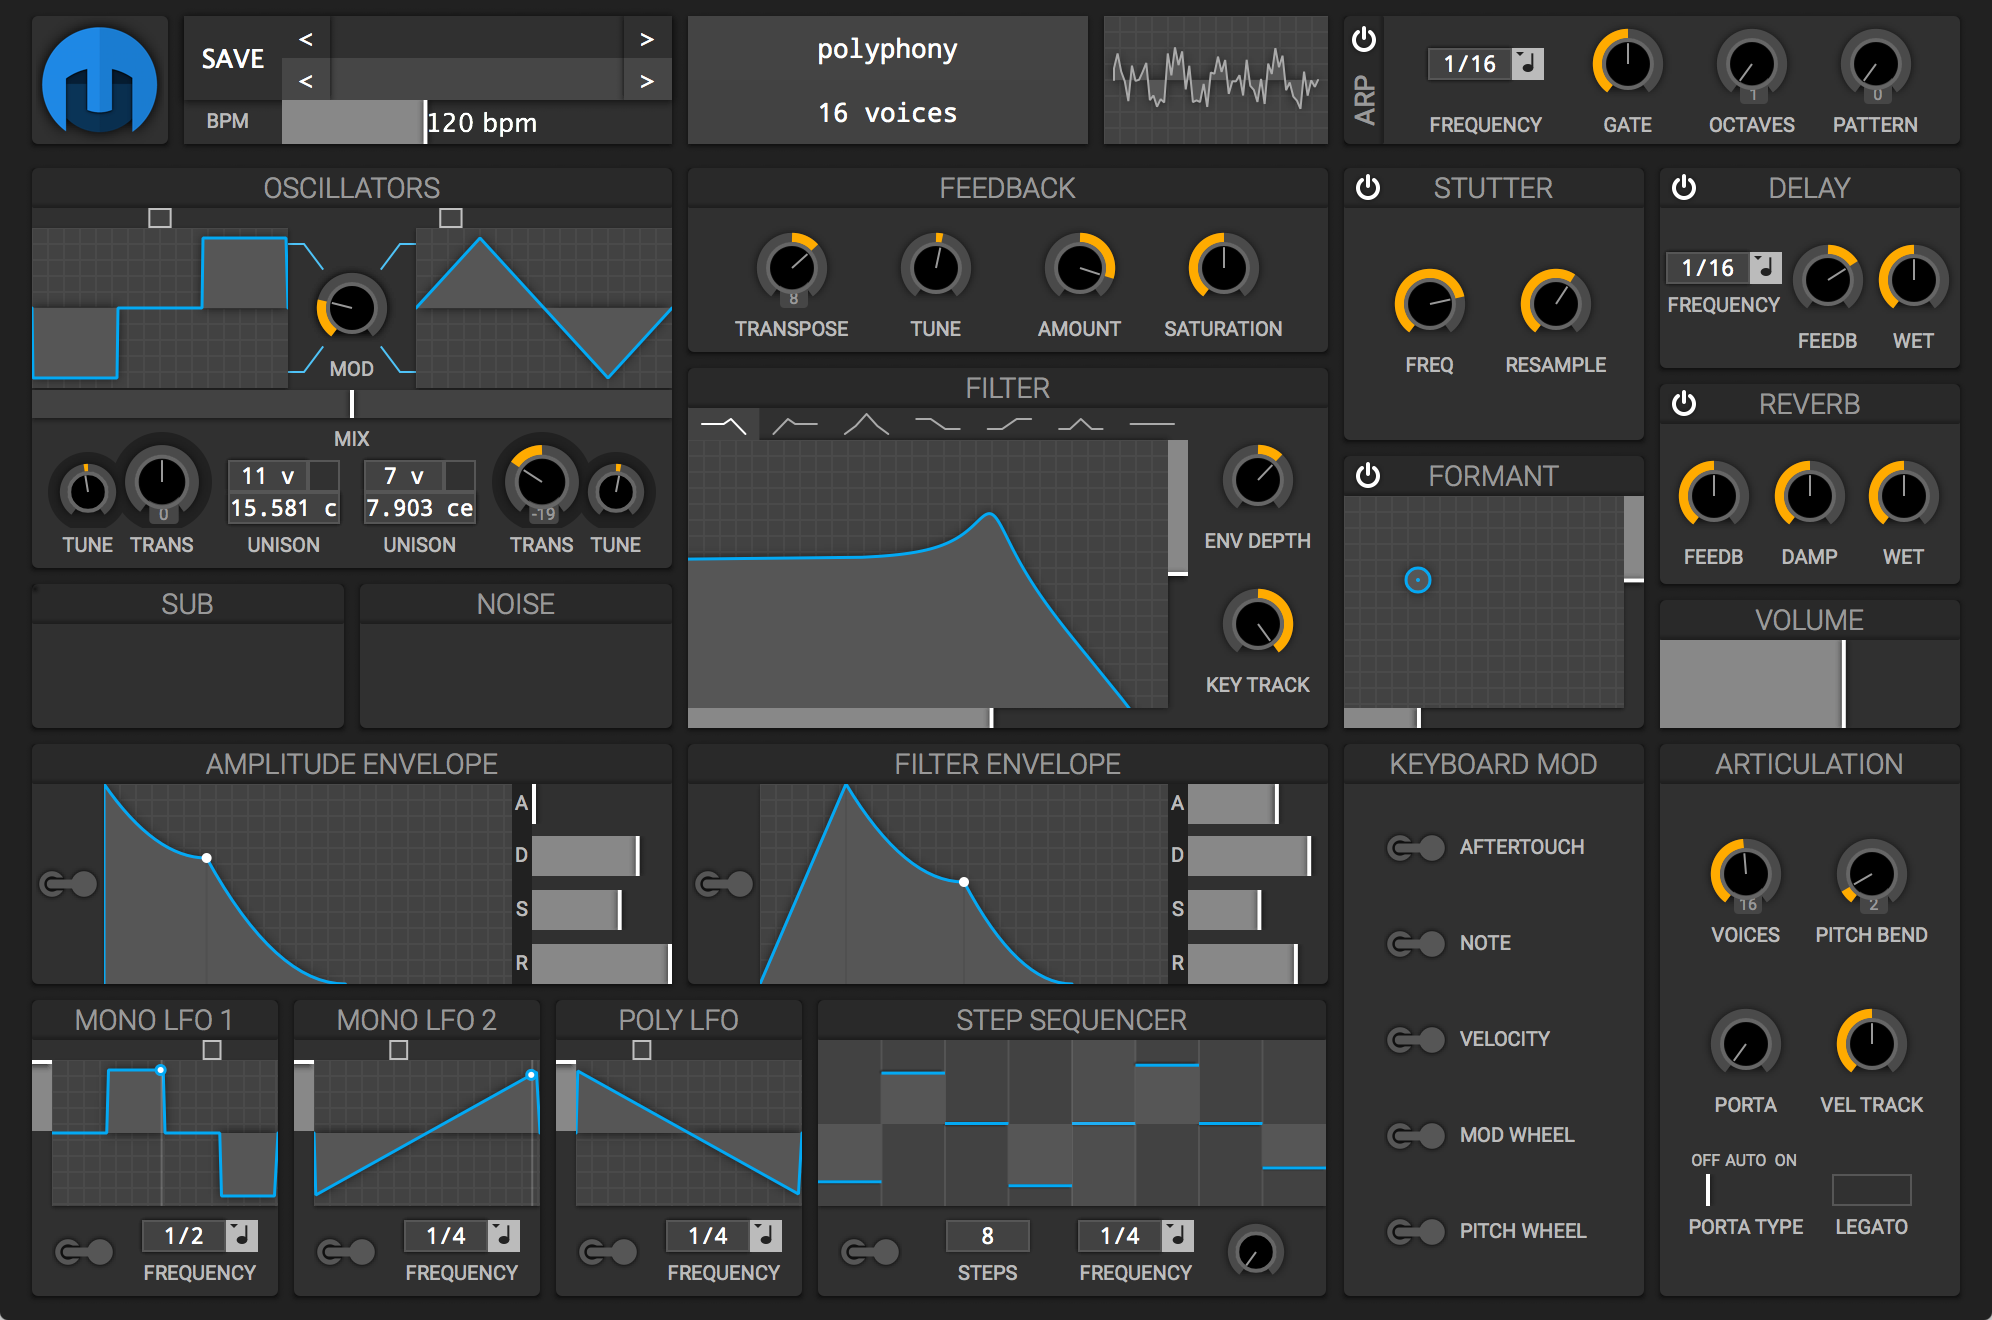 SAVE
<
>
<
>
BPM
120 bpm
polyphony
16 voices
ARP
1/16
FREQUENCY
GATE
1
OCTAVES
0
PATTERN
OSCILLATORS
MOD
MIX
TUNE
0
TRANS
11 v
15.581 c
UNISON
7 v
7.903 ce
UNISON
-19
TRANS
TUNE
SUB
NOISE
FEEDBACK
8
TRANSPOSE
TUNE
AMOUNT
SATURATION
FILTER
ENV DEPTH
KEY TRACK
STUTTER
FREQ
RESAMPLE
FORMANT
DELAY
1/16
FREQUENCY
FEEDB
WET
REVERB
FEEDB
DAMP
WET
VOLUME
AMPLITUDE ENVELOPE
A
D
S
R
FILTER ENVELOPE
A
D
S
R
KEYBOARD MOD
AFTERTOUCH
NOTE
VELOCITY
MOD WHEEL
PITCH WHEEL
ARTICULATION
16
VOICES
2
PITCH BEND
PORTA
VEL TRACK
OFF AUTO ON
PORTA TYPE
LEGATO
MONO LFO 1
1/2
FREQUENCY
MONO LFO 2
1/4
FREQUENCY
POLY LFO
1/4
FREQUENCY
STEP SEQUENCER
8
STEPS
1/4
FREQUENCY